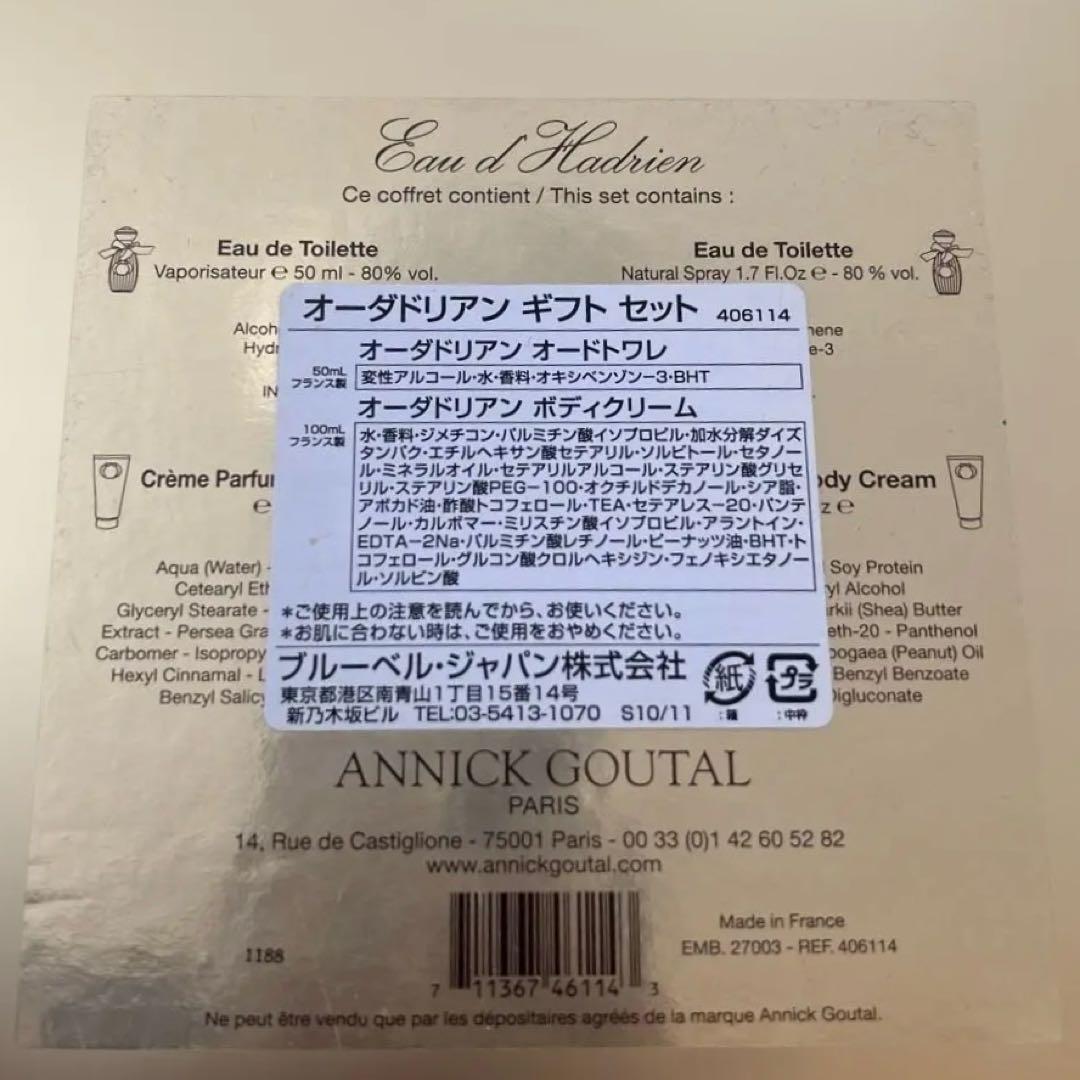 Eau d'Hadrien
Ce coffret contient / This set contains :
Eau de Toilette
Vaporisateur ℮ 50 ml - 80% vol.
Eau de Toilette
Natural Spray 1.7 Fl.Oz ℮ - 80 % vol.
オーダドリアン ギフト セット 406114
オーダドリアン オードトワレ
50mL
フランス製
変性アルコール・水・香料・オキシベンゾン-3・BHT
オーダドリアン ボディクリーム
100mL
フランス製
水・香料・ジメチコン・パルミチン酸イソプロピル・加水分解ダイズ
タンパク・エチルヘキサン酸セテアリル・ソルビトール・セタノー
ル・ミネラルオイル・セテアリルアルコール・ステアリン酸グリセ
リル・ステアリン酸PEG-100・オクチルドデカノール・シア脂・
アボカド油・酢酸トコフェロール・TEA・セテアレス-20・パンテ
ノール・カルボマー・ミリスチン酸イソプロピル・アラントイン・
EDTA-2Na・パルミチン酸レチノール・ピーナッツ油・BHT・ト
コフェロール・グルコン酸クロルヘキシジン・フェノキシエタノー
ル・ソルビン酸
*ご使用上の注意を読んでから、お使いください。
*お肌に合わない時は、ご使用をおやめください。
ブルーベル・ジャパン株式会社
東京都港区南青山1丁目15番14号
新乃木坂ビル TEL:03-5413-1070 S10/11
紙
:箱
プラ
:中枠
Alcoh
Hydr
IN
hene
e-3
Crème Parfu
℮
Body Cream
z ℮
Aqua (Water) -
Cetearyl Eth
Glyceryl Stearate -
Extract - Persea Gra
Carbomer - Isopropy
Hexyl Cinnamal - L
Benzyl Salicy
Soy Protein
yl Alcohol
rkii (Shea) Butter
eth-20 - Panthenol
pogaea (Peanut) Oil
Benzyl Benzoate
Digluconate
ANNICK GOUTAL
PARIS
14, Rue de Castiglione - 75001 Paris - 00 33 (0)1 42 60 52 82
www.annickgoutal.com
1188
7 11367 46114 3
Made in France
EMB. 27003 - REF. 406114
Ne peut être vendu que par les dépositaires agréés de la marque Annick Goutal.